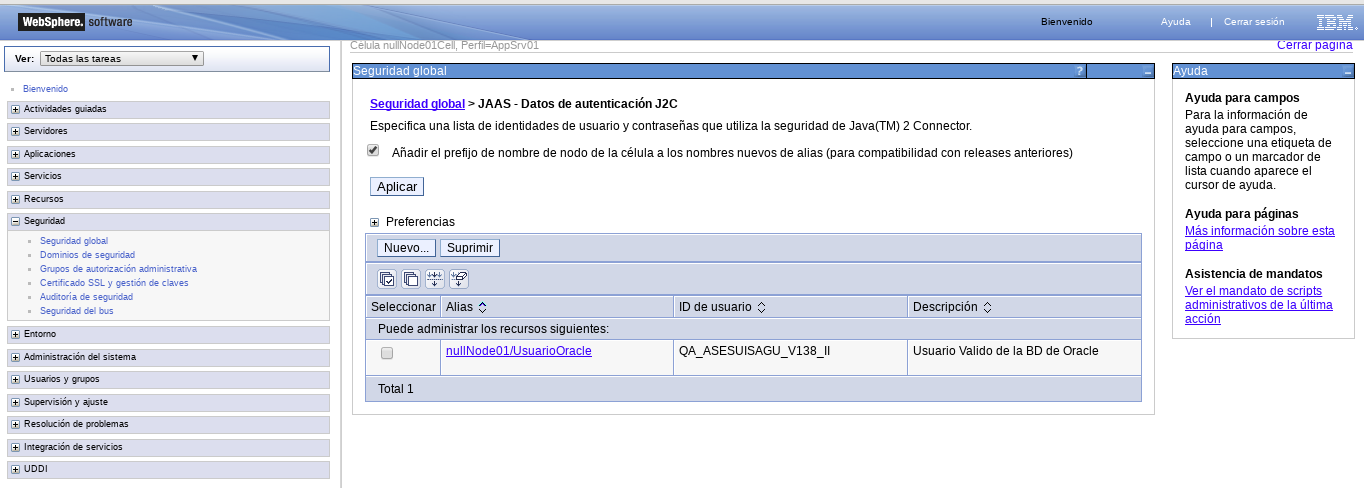 WebSphere. software
Bienvenido
Ayuda | Cerrar sesión
IBM.
Ver: Todas las tareas
Bienvenido
Actividades guiadas
Servidores
Aplicaciones
Servicios
Recursos
Seguridad
Seguridad global
Dominios de seguridad
Grupos de autorización administrativa
Certificado SSL y gestión de claves
Auditoría de seguridad
Seguridad del bus
Entorno
Administración del sistema
Usuarios y grupos
Supervisión y ajuste
Resolución de problemas
Integración de servicios
UDDI
Célula nullNode01Cell, Perfil=AppSrv01
Cerrar página
Seguridad global
?
Seguridad global > JAAS - Datos de autenticación J2C
Especifica una lista de identidades de usuario y contraseñas que utiliza la seguridad de Java(TM) 2 Connector.
Añadir el prefijo de nombre de nodo de la célula a los nombres nuevos de alias (para compatibilidad con releases anteriores)
Aplicar
Preferencias
Nuevo... Suprimir
Seleccionar Alias ID de usuario Descripción
Puede administrar los recursos siguientes:
nullNode01/UsuarioOracle QA_ASESUISAGU_V138_II Usuario Valido de la BD de Oracle
Total 1
Ayuda
Ayuda para campos
Para la información de
ayuda para campos,
seleccione una etiqueta de
campo o un marcador de
lista cuando aparece el
cursor de ayuda.
Ayuda para páginas
Más información sobre esta
página
Asistencia de mandatos
Ver el mandato de scripts
administrativos de la última
acción